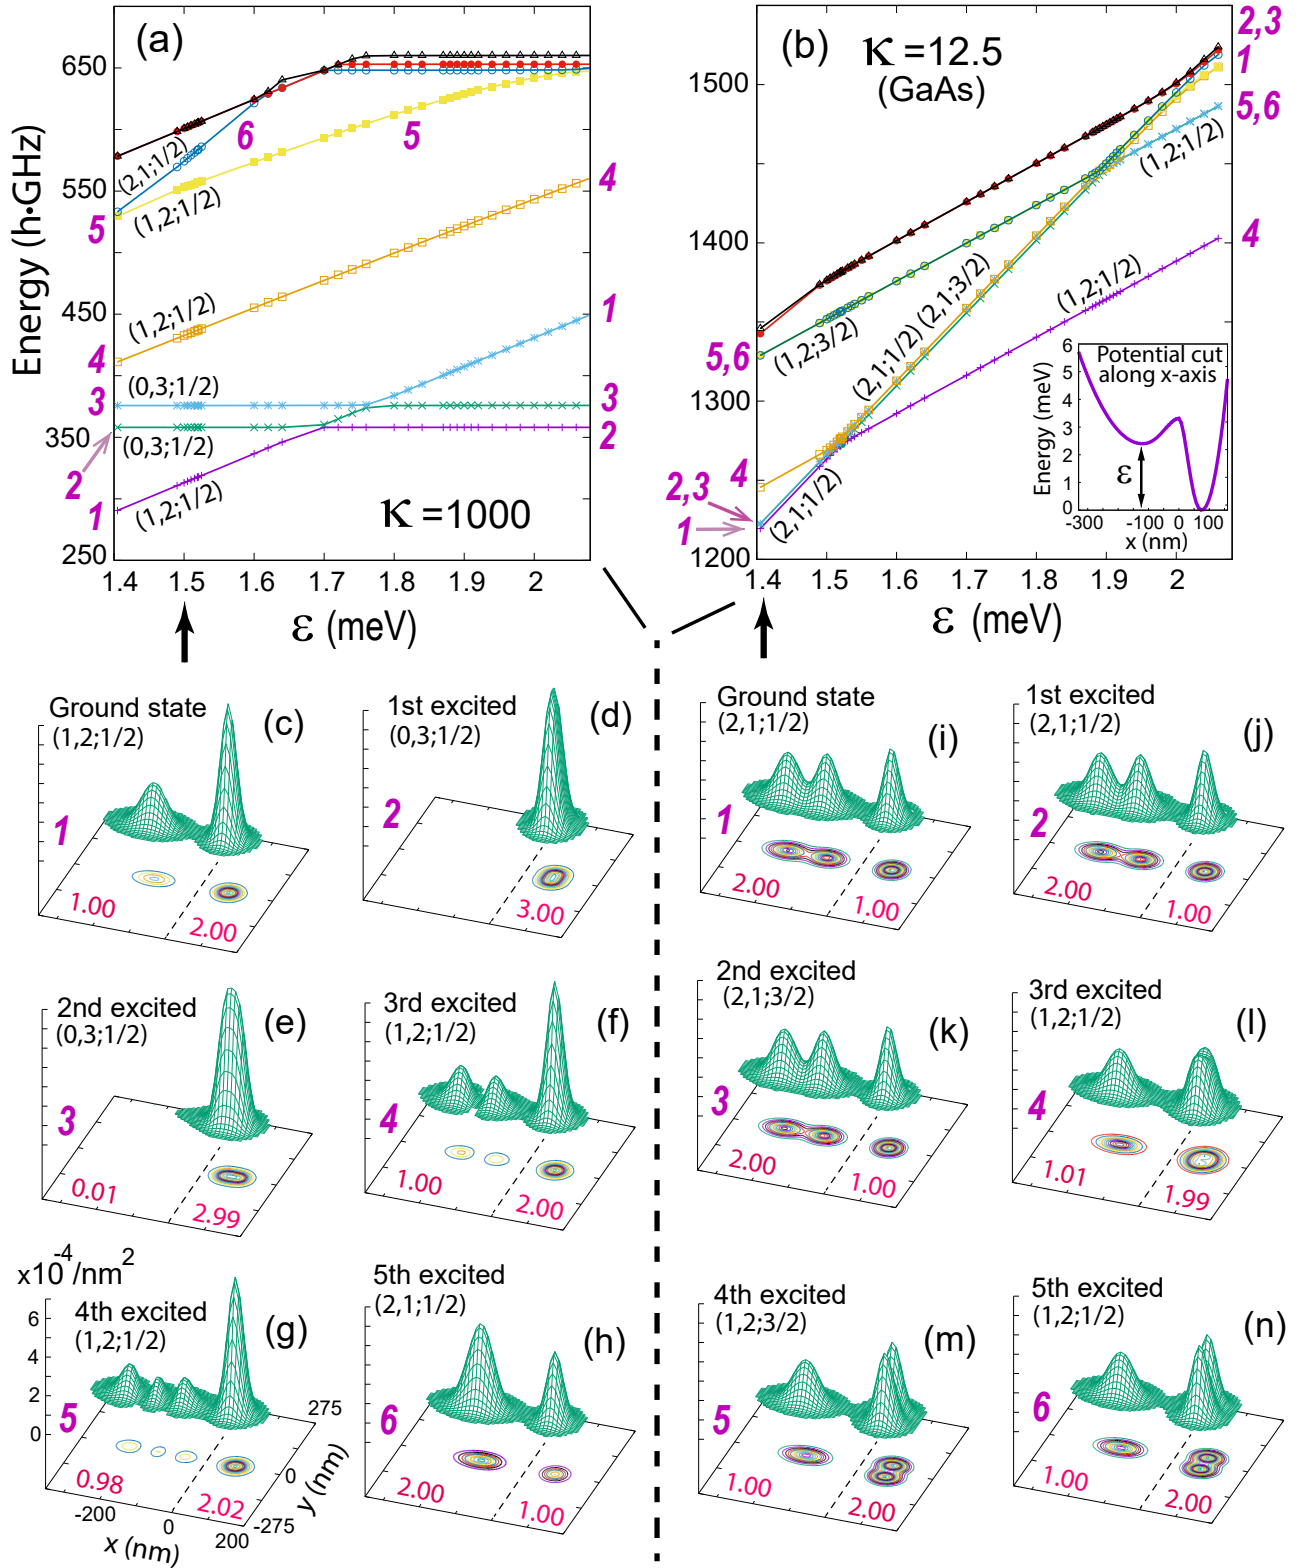 (a)
κ=1000
Energy (h·GHz)
650
550
450
350
250
1.4 1.5 1.6 1.7 1.8 1.9 2
ε (meV)
(2,1;1/2)
6
5
5
(1,2;1/2)
4
(1,2;1/2)
4
1
(0,3;1/2)
3
3
(0,3;1/2)
2
2
1
(1,2;1/2)
(b)
κ=12.5
(GaAs)
1500
1400
1300
1200
1.4 1.5 1.6 1.7 1.8 1.9 2
ε (meV)
2,3
1
5,6
(1,2;1/2)
4
(1,2;1/2)
(2,1;3/2)
(2,1;1/2)
(1,2;3/2)
5,6
4
2,3
1
(2,1;1/2)
Potential cut
along x-axis
Energy (meV)
6
5
4
3
2
1
0
ε
-300 -100 0 100
x (nm)
Ground state
(1,2;1/2)
(c)
1
1.00
2.00
1st excited
(0,3;1/2)
(d)
2
3.00
2nd excited
(0,3;1/2)
(e)
3
0.01
2.99
3rd excited
(1,2;1/2)
(f)
4
1.00
2.00
x10-4/nm2
4th excited
(1,2;1/2)
(g)
6
4
2
0
5
0.98
2.02
-200 0 200
x (nm)
-275 0 275
y (nm)
5th excited
(2,1;1/2)
(h)
6
2.00
1.00
Ground state
(2,1;1/2)
(i)
1
2.00
1.00
1st excited
(2,1;1/2)
(j)
2
2.00
1.00
2nd excited
(2,1;3/2)
(k)
3
2.00
1.00
3rd excited
(1,2;1/2)
(l)
4
1.01
1.99
4th excited
(1,2;3/2)
(m)
5
1.00
2.00
5th excited
(1,2;1/2)
(n)
6
1.00
2.00